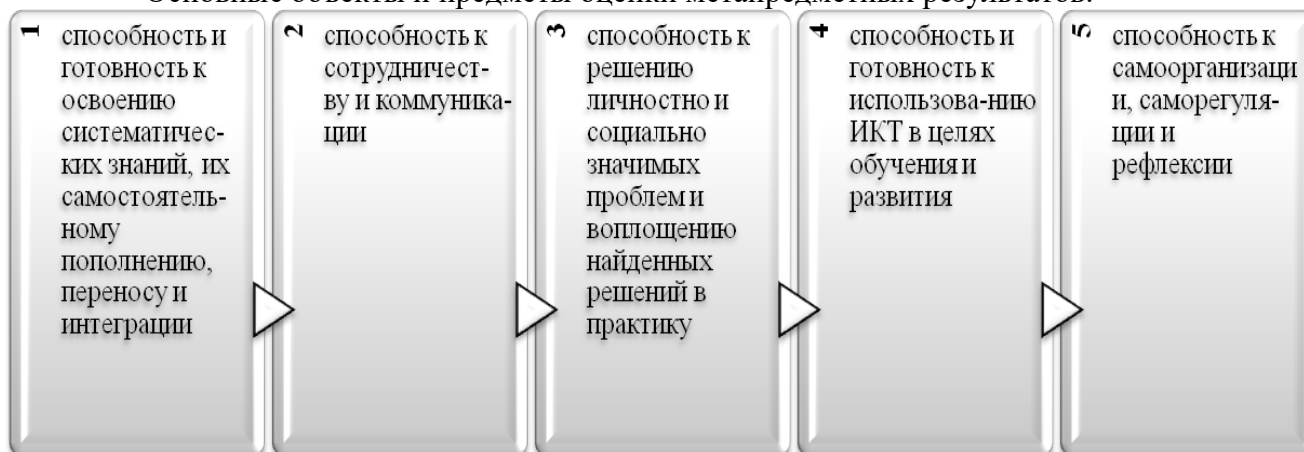 Основные объекты и предметы оценки метапредметных результатов:
1
способность и
готовность к
освоению
систематичес-
ких знаний, их
самостоятель-
ному
пополнению,
переносу и
интеграции
2
способность к
сотрудничест-
ву и коммуника-
ции
3
способность к
решению
личностно и
социально
значимых
проблем и
воплощению
найденных
решений в
практику
4
способность и
готовность к
использова-нию
ИКТ в целях
обучения и
развития
5
способность к
самоорганизаци
и, саморегуля-
ции и
рефлексии